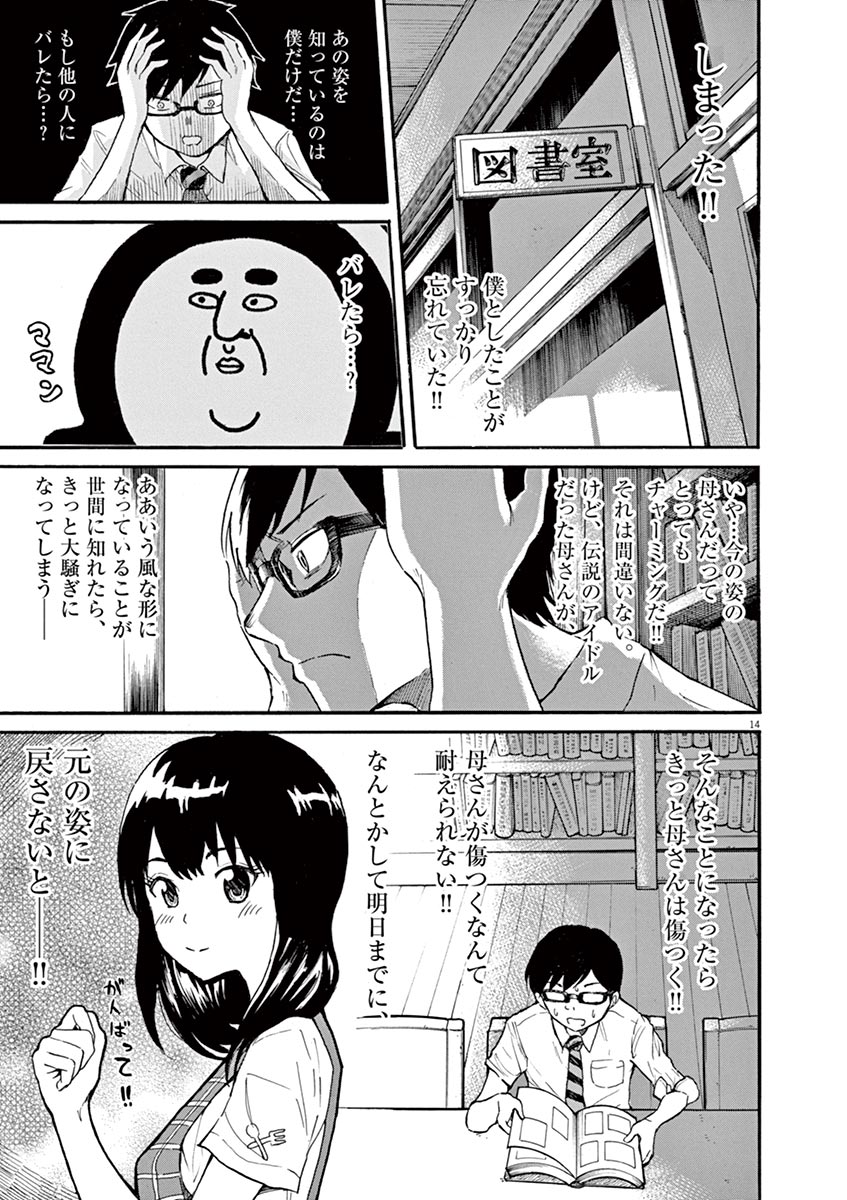 しまった!!
図書室
僕としたことが
すっかり
忘れていた!!
あの姿を
知っているのは
僕だけだ…
もし他の人に
バレたら…?
バレたら…?
ママン
いや…今の姿の
母さんだって
とっても
チャーミングだ!!
それは間違いない。
けど、伝説のアイドル
だった母さんが、
ああいう風な形に
なっていることが
世間に知れたら、
きっと大騒ぎに
なってしまう──
14
そんなことになったら
きっと母さんは傷つく!!
母さんが傷つくなんて
耐えられない!!
なんとかして明日までに、
元の姿に
戻さないと──!!
がんばって!!